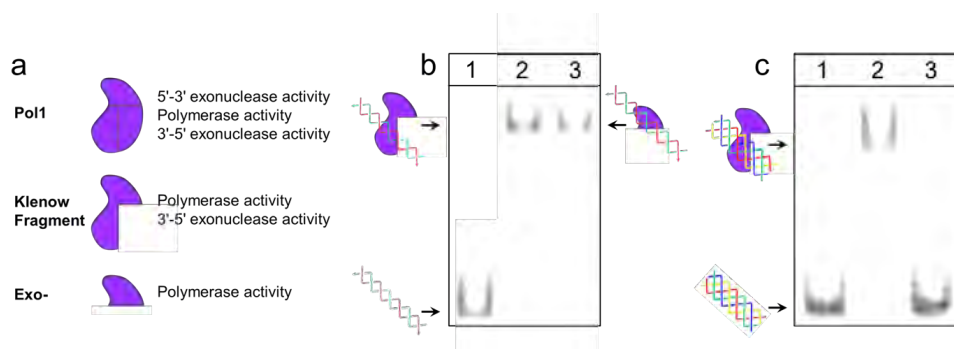 a
Pol1
5'-3' exonuclease activity
Polymerase activity
3'-5' exonuclease activity
Klenow
Fragment
Polymerase activity
3'-5' exonuclease activity
Exo-
Polymerase activity
b
1 2 3
c
1 2 3